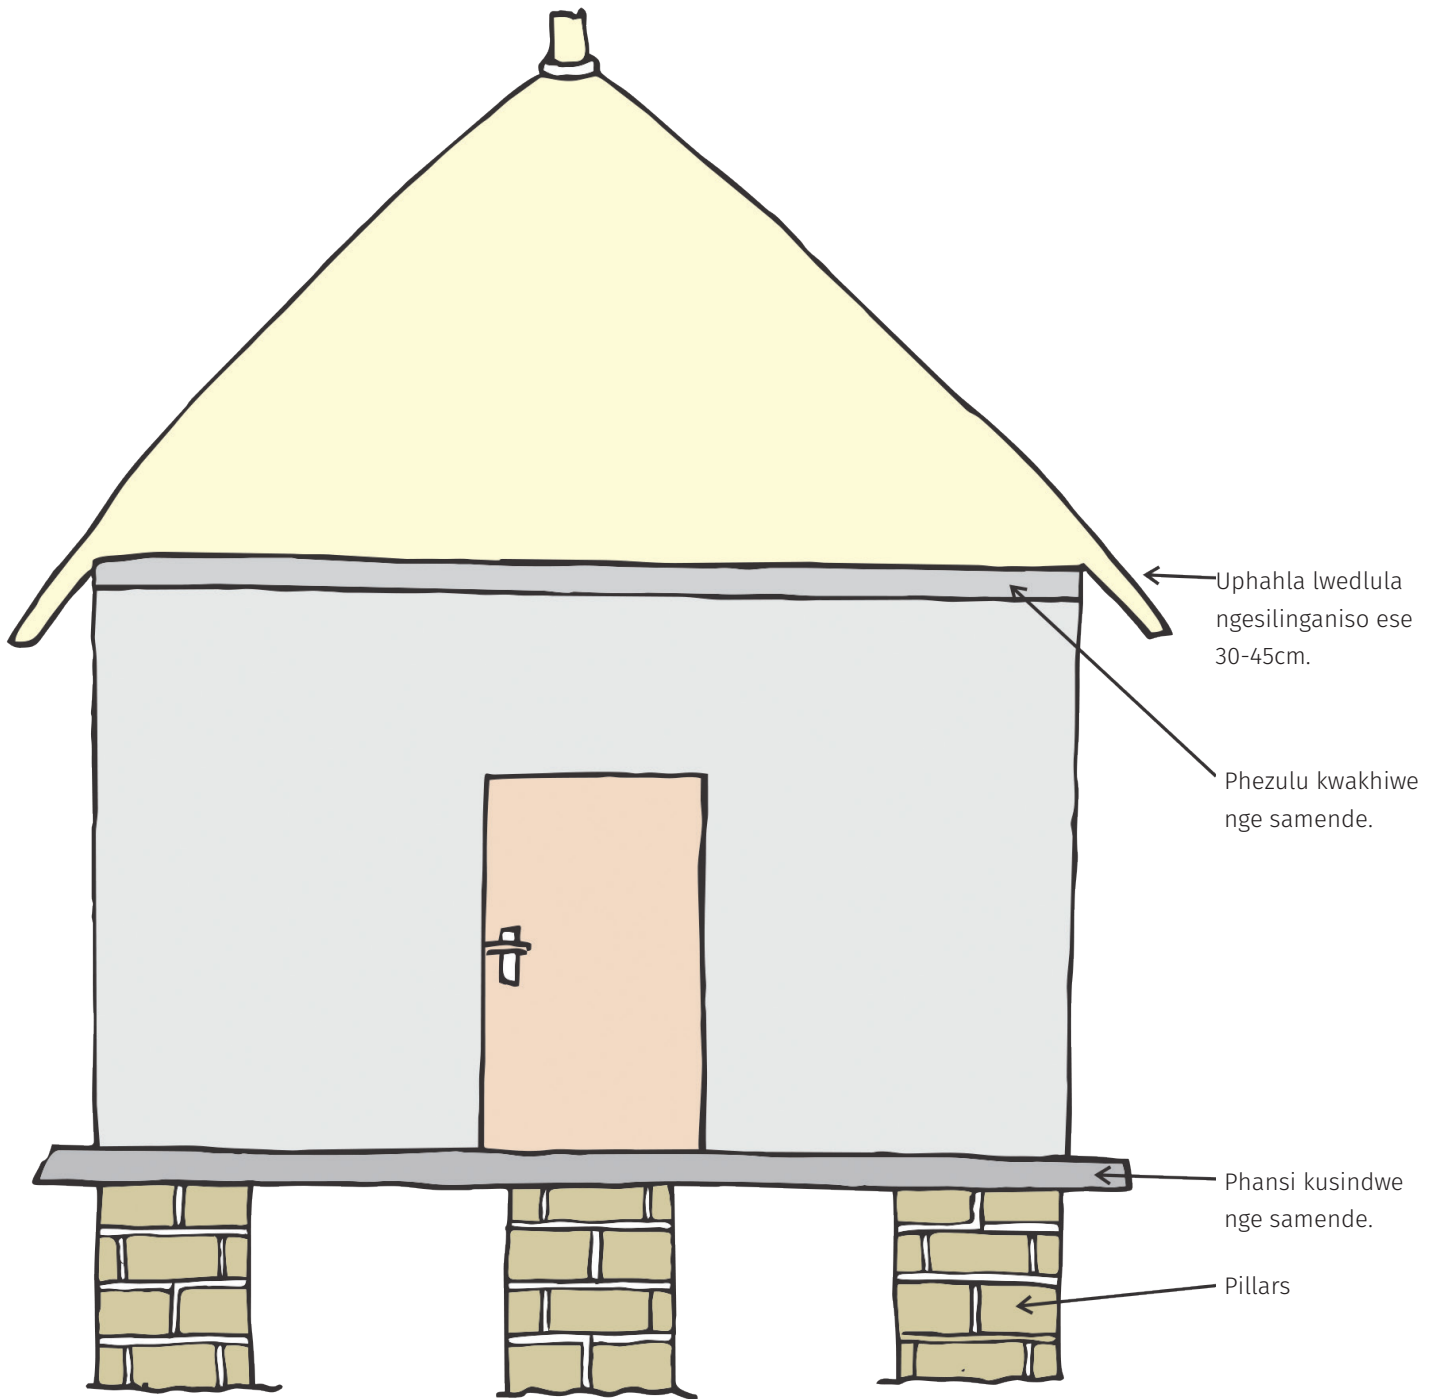 Uphahla lwedlula
ngesilinganiso ese
30-45cm.
Phezulu kwakhiwe
nge samende.
Phansi kusindwe
nge samende.
Pillars